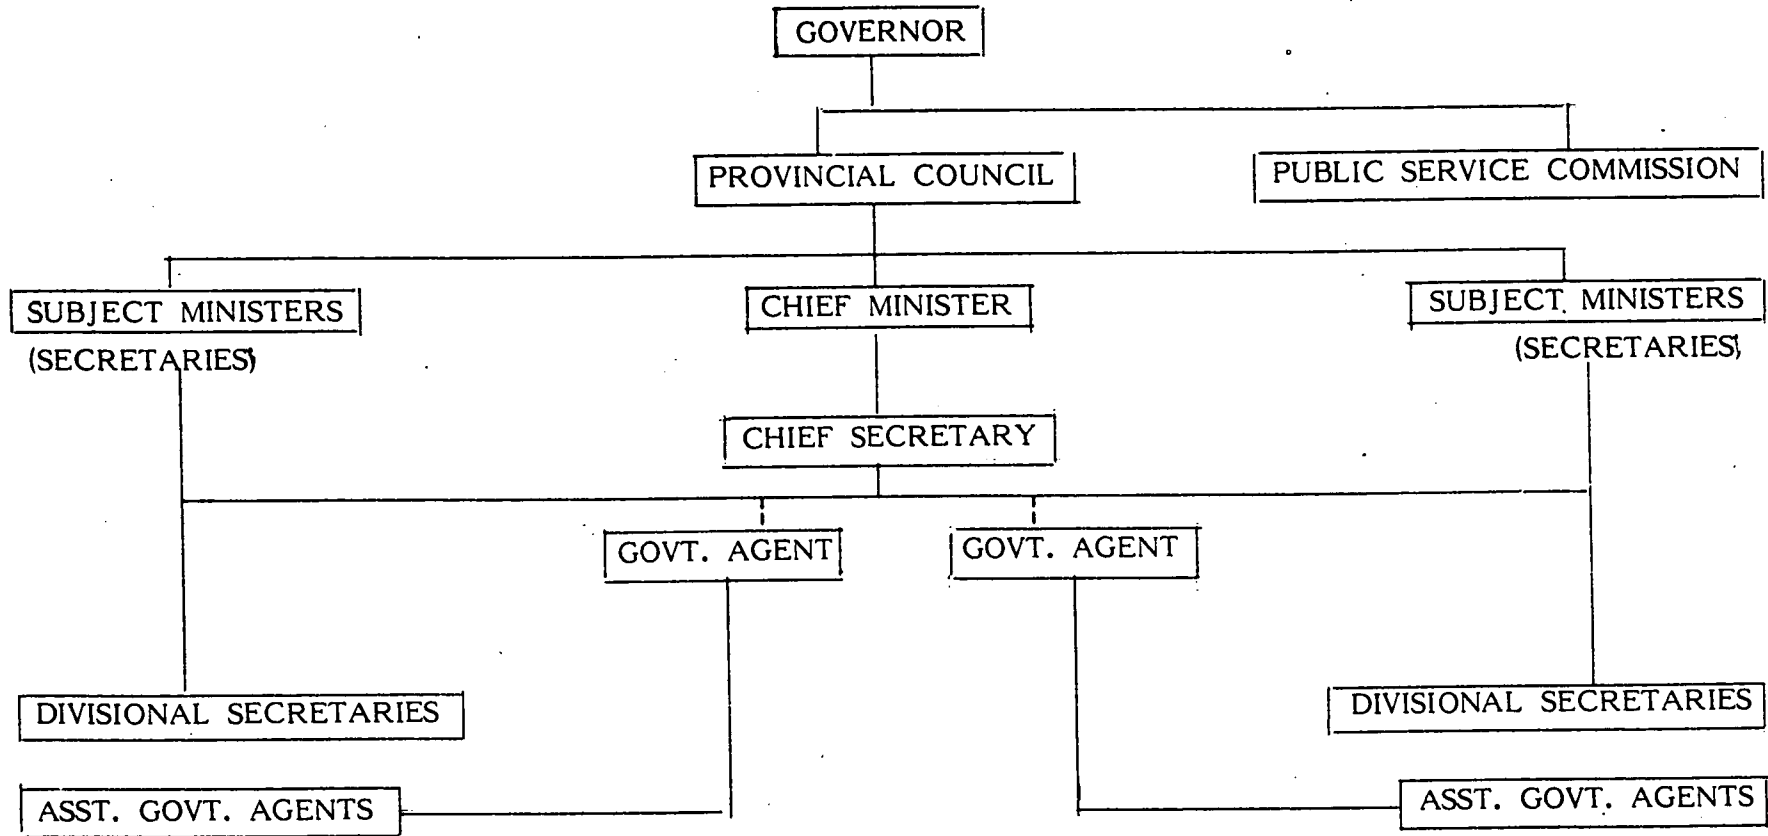 GOVERNOR
PROVINCIAL COUNCIL
PUBLIC SERVICE COMMISSION
SUBJECT MINISTERS
(SECRETARIES)
CHIEF MINISTER
SUBJECT MINISTERS
(SECRETARIES)
CHIEF SECRETARY
GOVT. AGENT
GOVT. AGENT
DIVISIONAL SECRETARIES
DIVISIONAL SECRETARIES
ASST. GOVT. AGENTS
ASST. GOVT. AGENTS